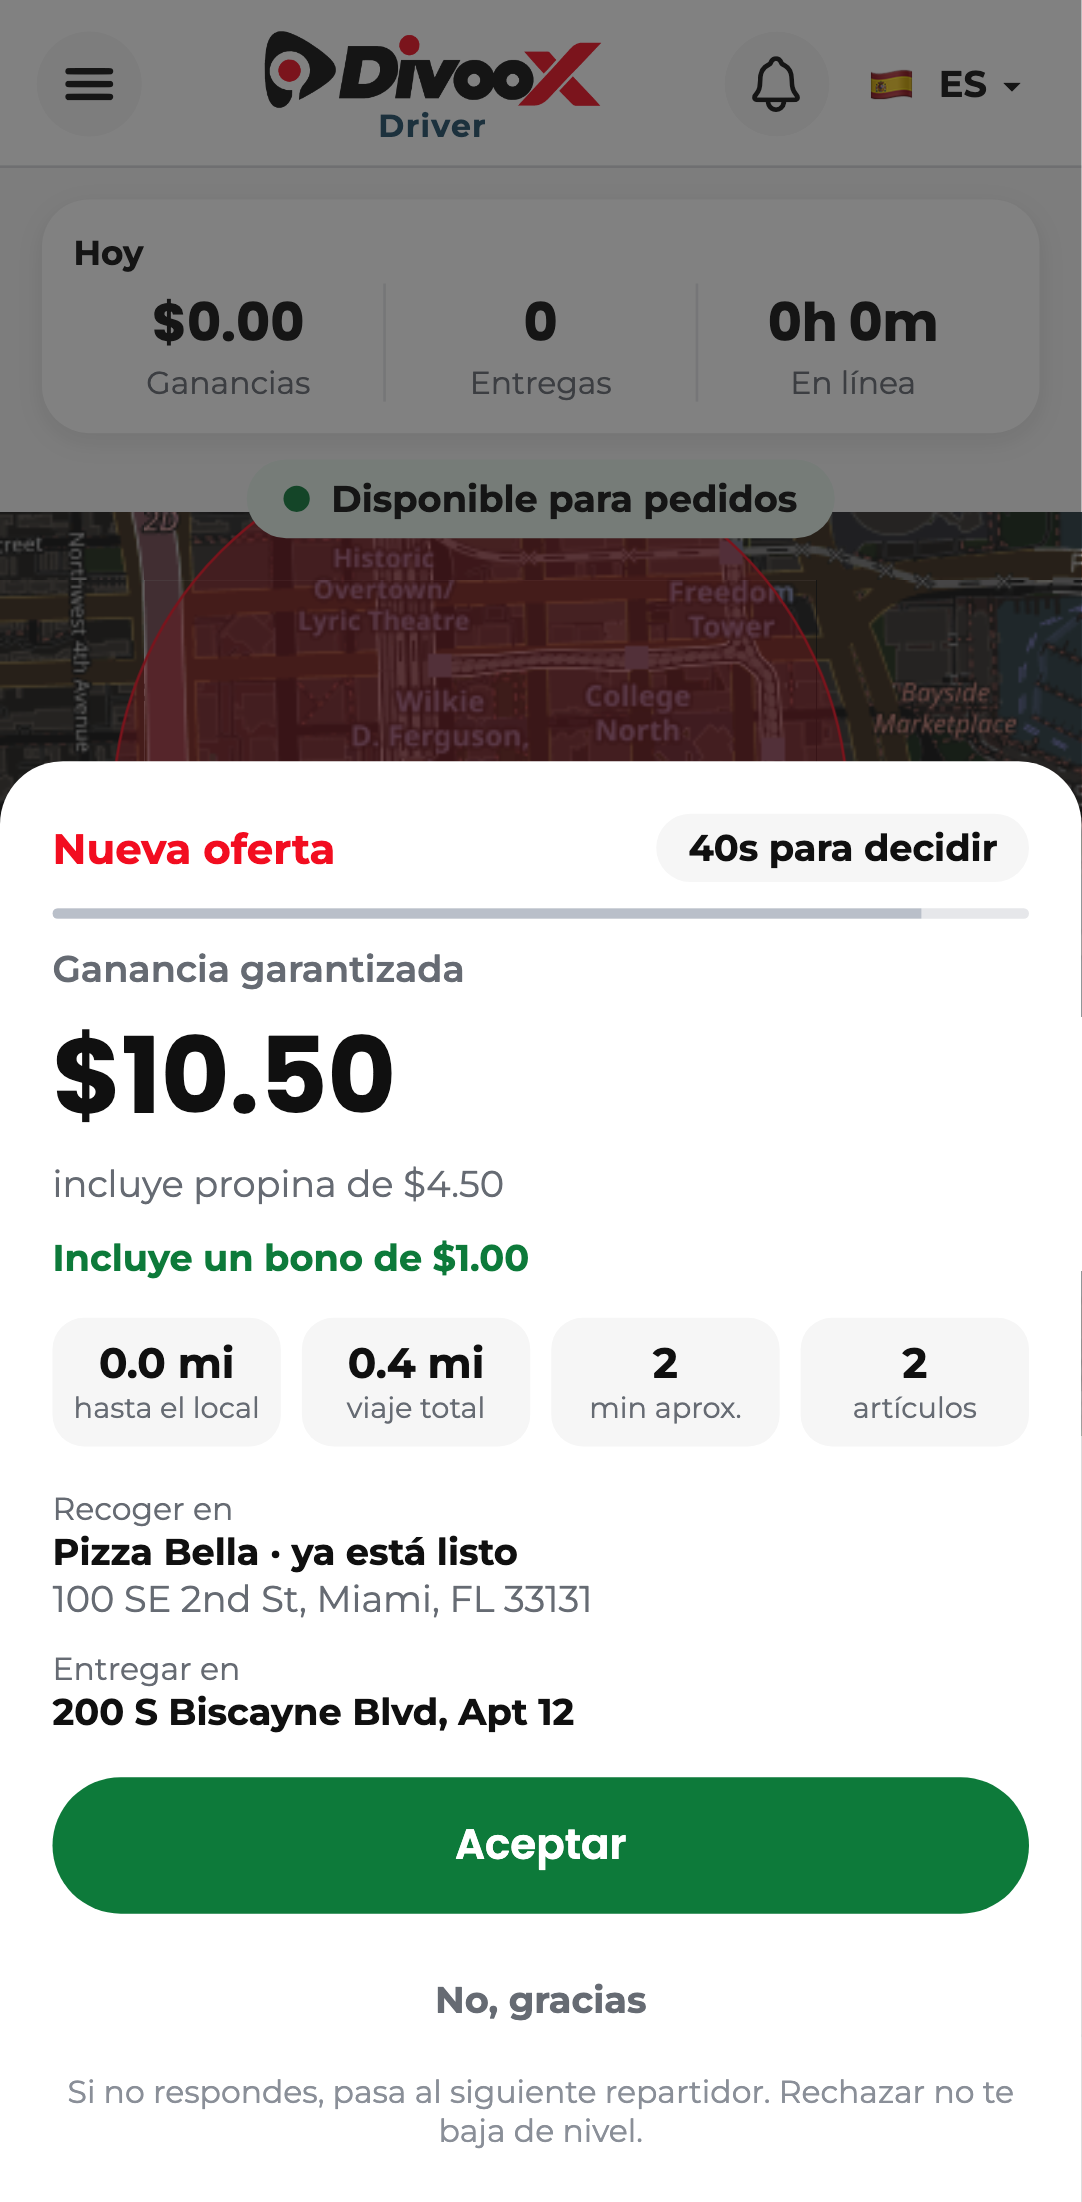 DivooX
Driver
ES
Hoy
$0.00
Ganancias
0
Entregas
0h 0m
En línea
Disponible para pedidos
2D
reet
Northwest 4th Avenue
Historic
Overtown/
Lyric Theatre
Freedom
Tower
Wilkie
D. Ferguson,
College
North
Bayside
Marketplace
Nueva oferta
40s para decidir
Ganancia garantizada
$10.50
incluye propina de $4.50
Incluye un bono de $1.00
0.0 mi
hasta el local
0.4 mi
viaje total
2
min aprox.
2
artículos
Recoger en
Pizza Bella · ya está listo
100 SE 2nd St, Miami, FL 33131
Entregar en
200 S Biscayne Blvd, Apt 12
Aceptar
No, gracias
Si no respondes, pasa al siguiente repartidor. Rechazar no te
baja de nivel.